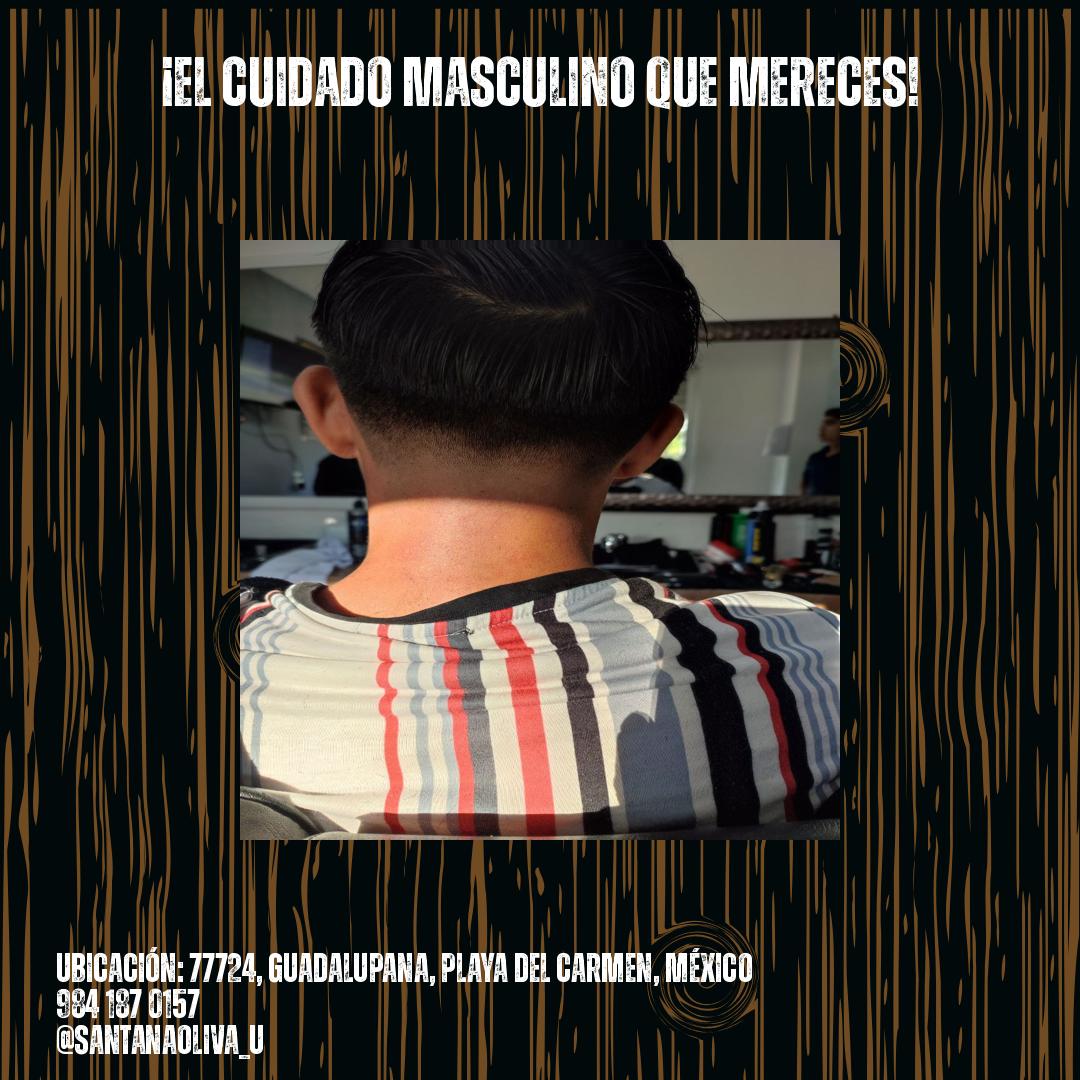 ¡EL CUIDADO MASCULINO QUE MERECES!
UBICACIÓN: 77724, GUADALUPANA, PLAYA DEL CARMEN, MÉXICO
984 187 0157
@SANTANAOLIVA_U